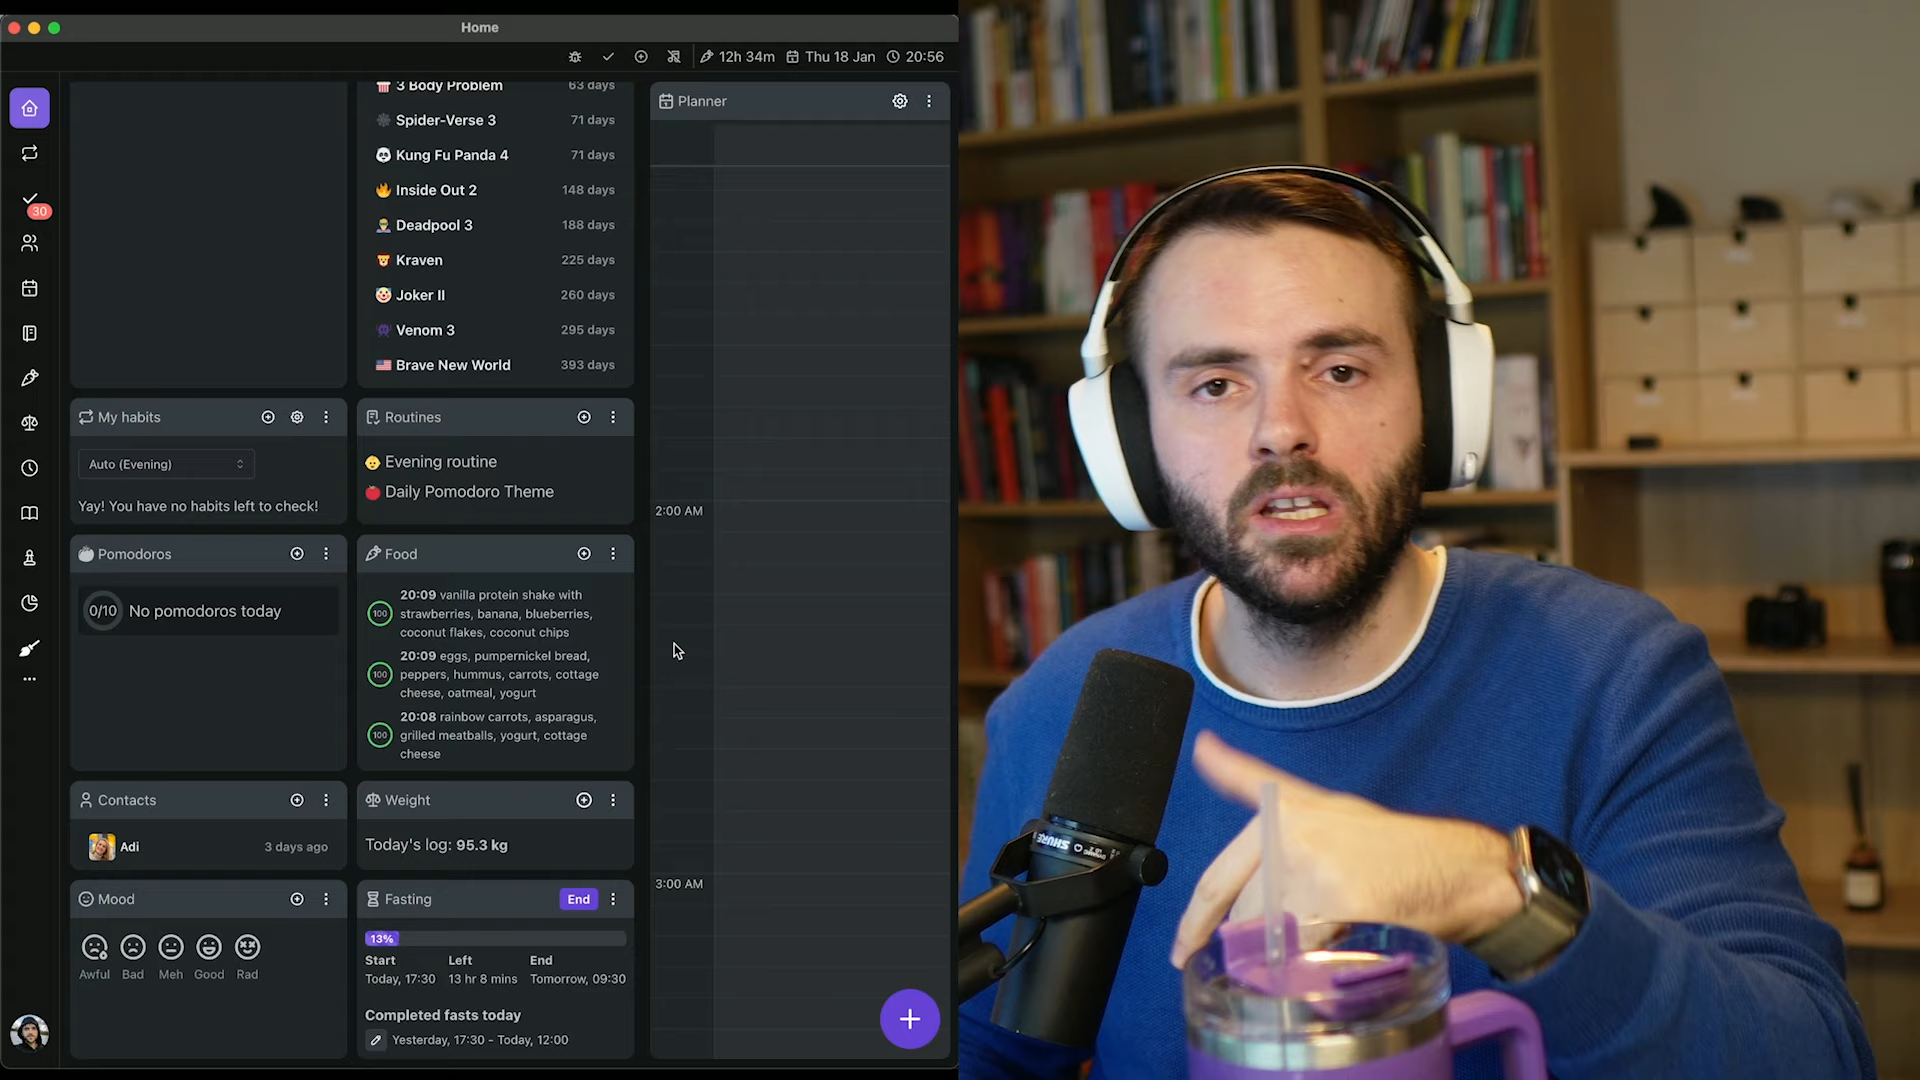 Home
12h 34m Thu 18 Jan 20:56
30
3 Body Problem 63 days
Spider-Verse 3 71 days
Kung Fu Panda 4 71 days
Inside Out 2 148 days
Deadpool 3 188 days
Kraven 225 days
Joker II 260 days
Venom 3 295 days
Brave New World 393 days
My habits
Auto (Evening)
Yay! You have no habits left to check!
Routines
Evening routine
Daily Pomodoro Theme
Pomodoros
0/10 No pomodoros today
Food
100 20:09 vanilla protein shake with
strawberries, banana, blueberries,
coconut flakes, coconut chips
100 20:09 eggs, pumpernickel bread,
peppers, hummus, carrots, cottage
cheese, oatmeal, yogurt
100 20:08 rainbow carrots, asparagus,
grilled meatballs, yogurt, cottage
cheese
Contacts
Adi 3 days ago
Weight
Today's log: 95.3 kg
Mood
Awful Bad Meh Good Rad
Fasting End
13%
Start Left End
Today, 17:30 13 hr 8 mins Tomorrow, 09:30
Completed fasts today
Yesterday, 17:30 - Today, 12:00
Planner
2:00 AM
3:00 AM
SHURE